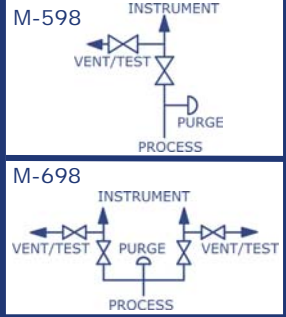 M-598
INSTRUMENT
VENT/TEST
PURGE
PROCESS
M-698
INSTRUMENT
VENT/TEST PURGE VENT/TEST
PROCESS